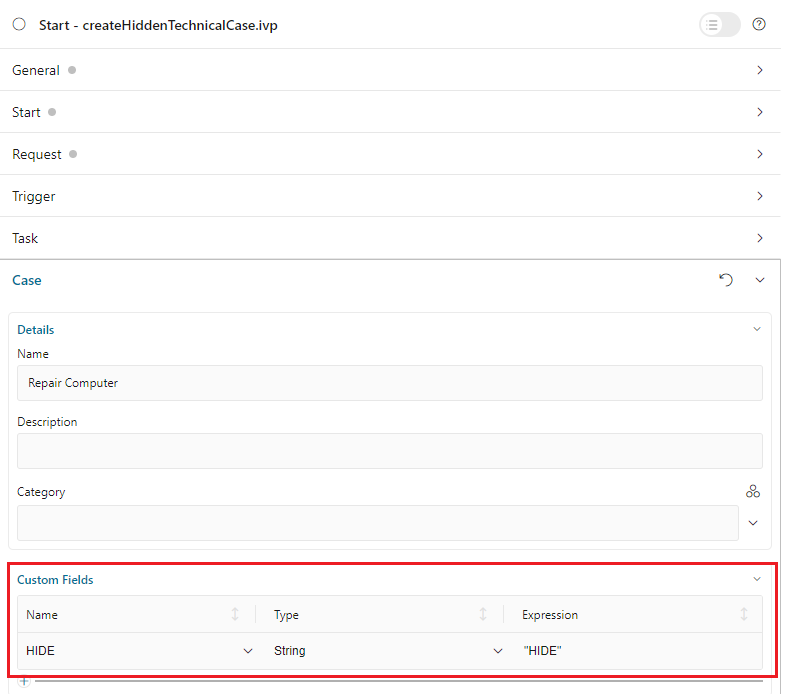 Start - createHiddenTechnicalCase.ivp
General
Start
Request
Trigger
Task
Case
Details
Name
Repair Computer
Description
Category
Custom Fields
Name Type Expression
HIDE String "HIDE"